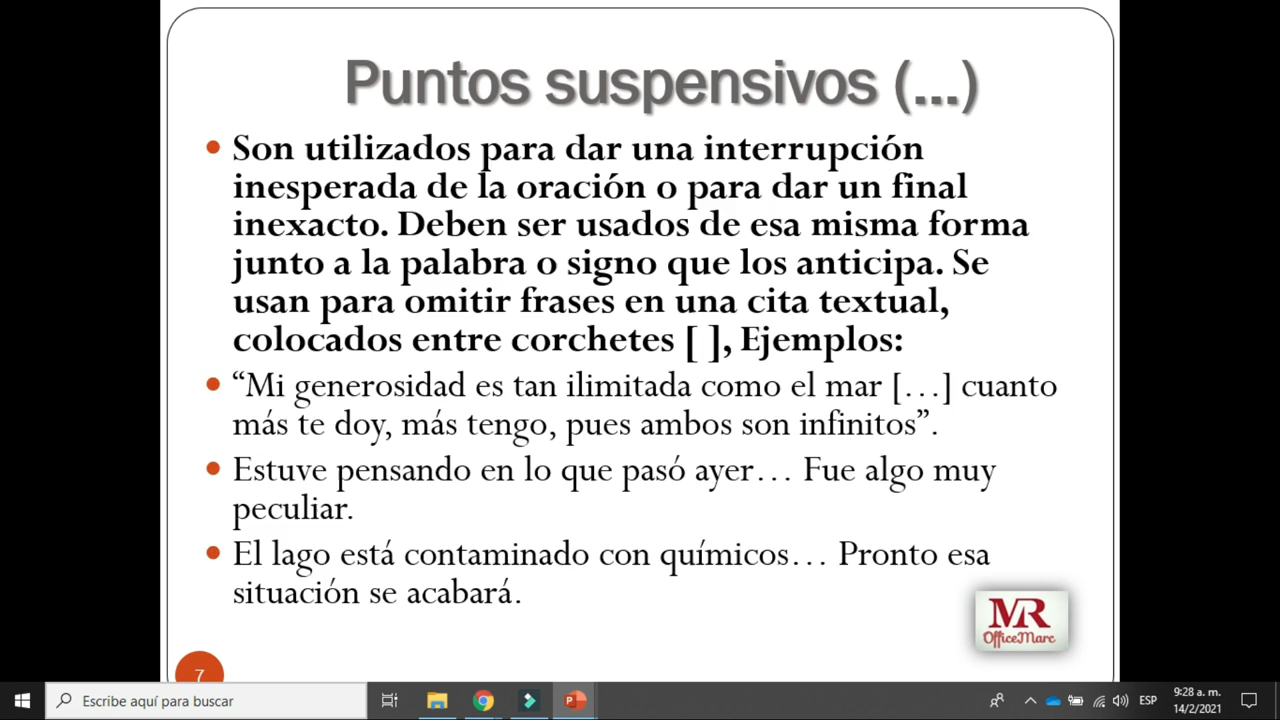 Puntos suspensivos (...)
Son utilizados para dar una interrupción
inesperada de la oración o para dar un final
inexacto. Deben ser usados de esa misma forma
junto a la palabra o signo que los anticipa. Se
usan para omitir frases en una cita textual,
colocados entre corchetes [ ], Ejemplos:
“Mi generosidad es tan ilimitada como el mar […] cuanto
más te doy, más tengo, pues ambos son infinitos”.
Estuve pensando en lo que pasó ayer… Fue algo muy
peculiar.
El lago está contaminado con químicos… Pronto esa
situación se acabará.
MR
OfficeMarc
7
Escribe aquí para buscar
ESP
9:28 a. m.
14/2/2021